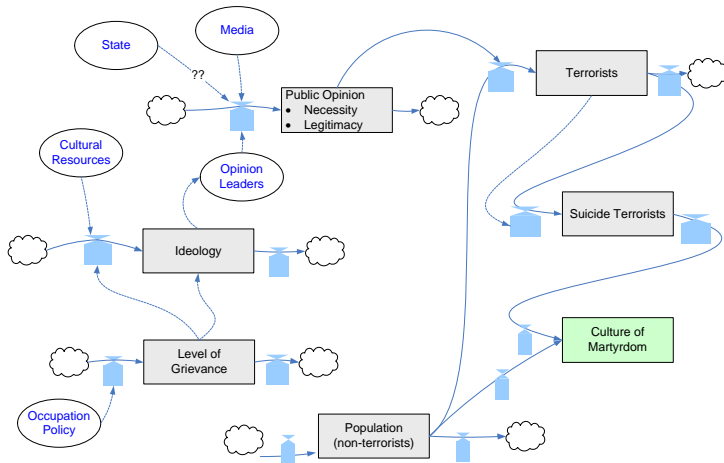 State
Media
??
Public Opinion
• Necessity
• Legitimacy
Terrorists
Cultural
Resources
Opinion
Leaders
Suicide Terrorists
Ideology
Culture of
Martyrdom
Level of
Grievance
Occupation
Policy
Population
(non-terrorists)